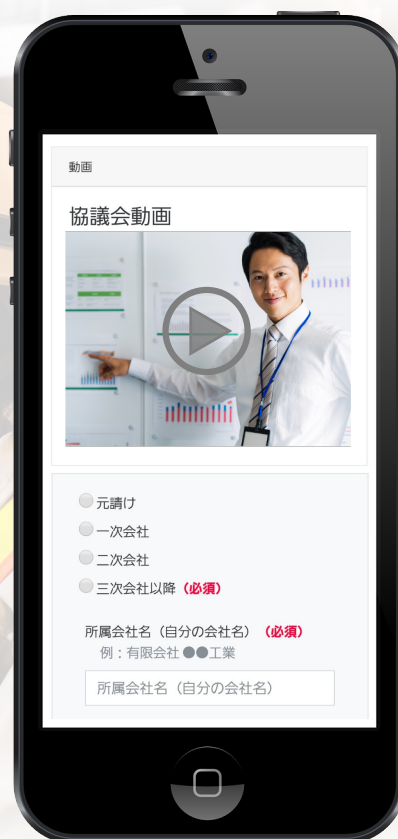 動画
協議会動画
元請け
一次会社
二次会社
三次会社以降（必須）
所属会社名（自分の会社名）（必須）
例：有限会社 ●●工業
所属会社名（自分の会社名）